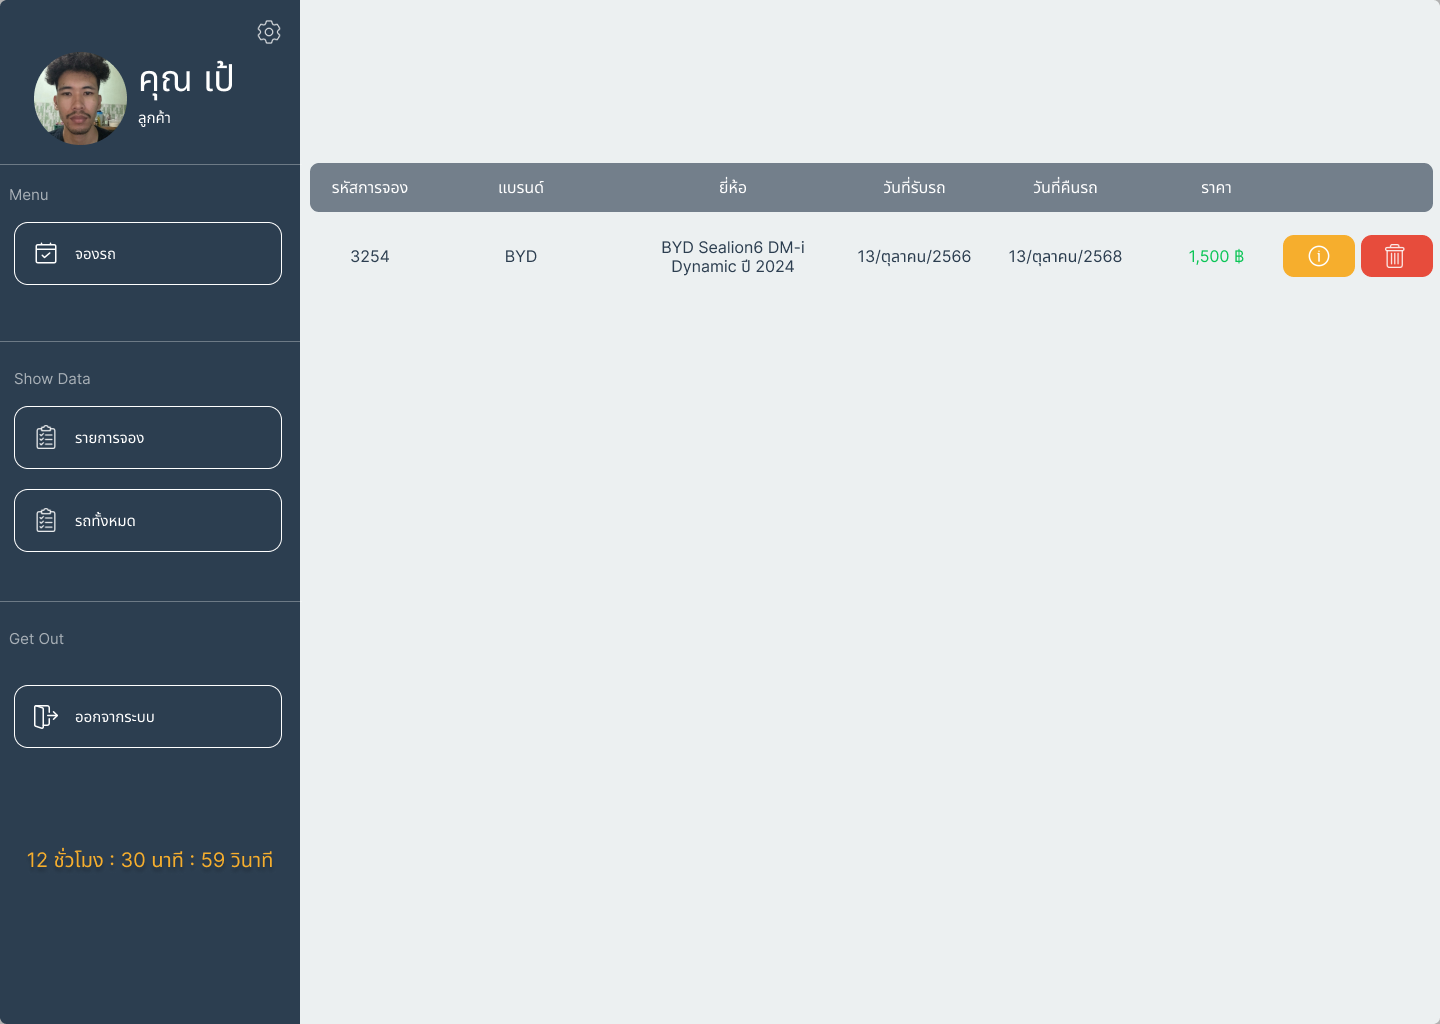 คุณ เป้
ลูกค้า
Menu
จองรถ
Show Data
รายการจอง
รถทั้งหมด
Get Out
ออกจากระบบ
12 ชั่วโมง : 30 นาที : 59 วินาที
รหัสการจอง แบรนด์ ยี่ห้อ วันที่รับรถ วันที่คืนรถ ราคา
3254 BYD BYD Sealion6 DM-i Dynamic ปี 2024 13/ตุลาคน/2566 13/ตุลาคน/2568 1,500 ฿